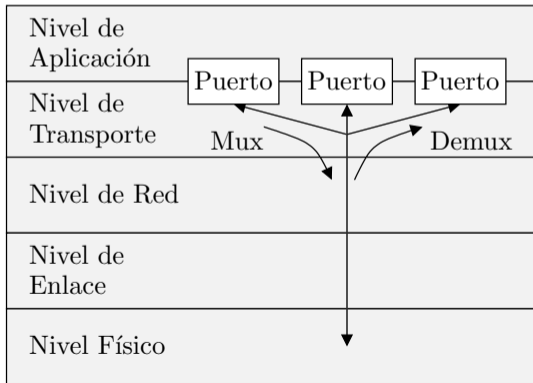 Nivel de
Aplicación
Puerto Puerto Puerto
Nivel de
Transporte
Mux Demux
Nivel de Red
Nivel de
Enlace
Nivel Físico